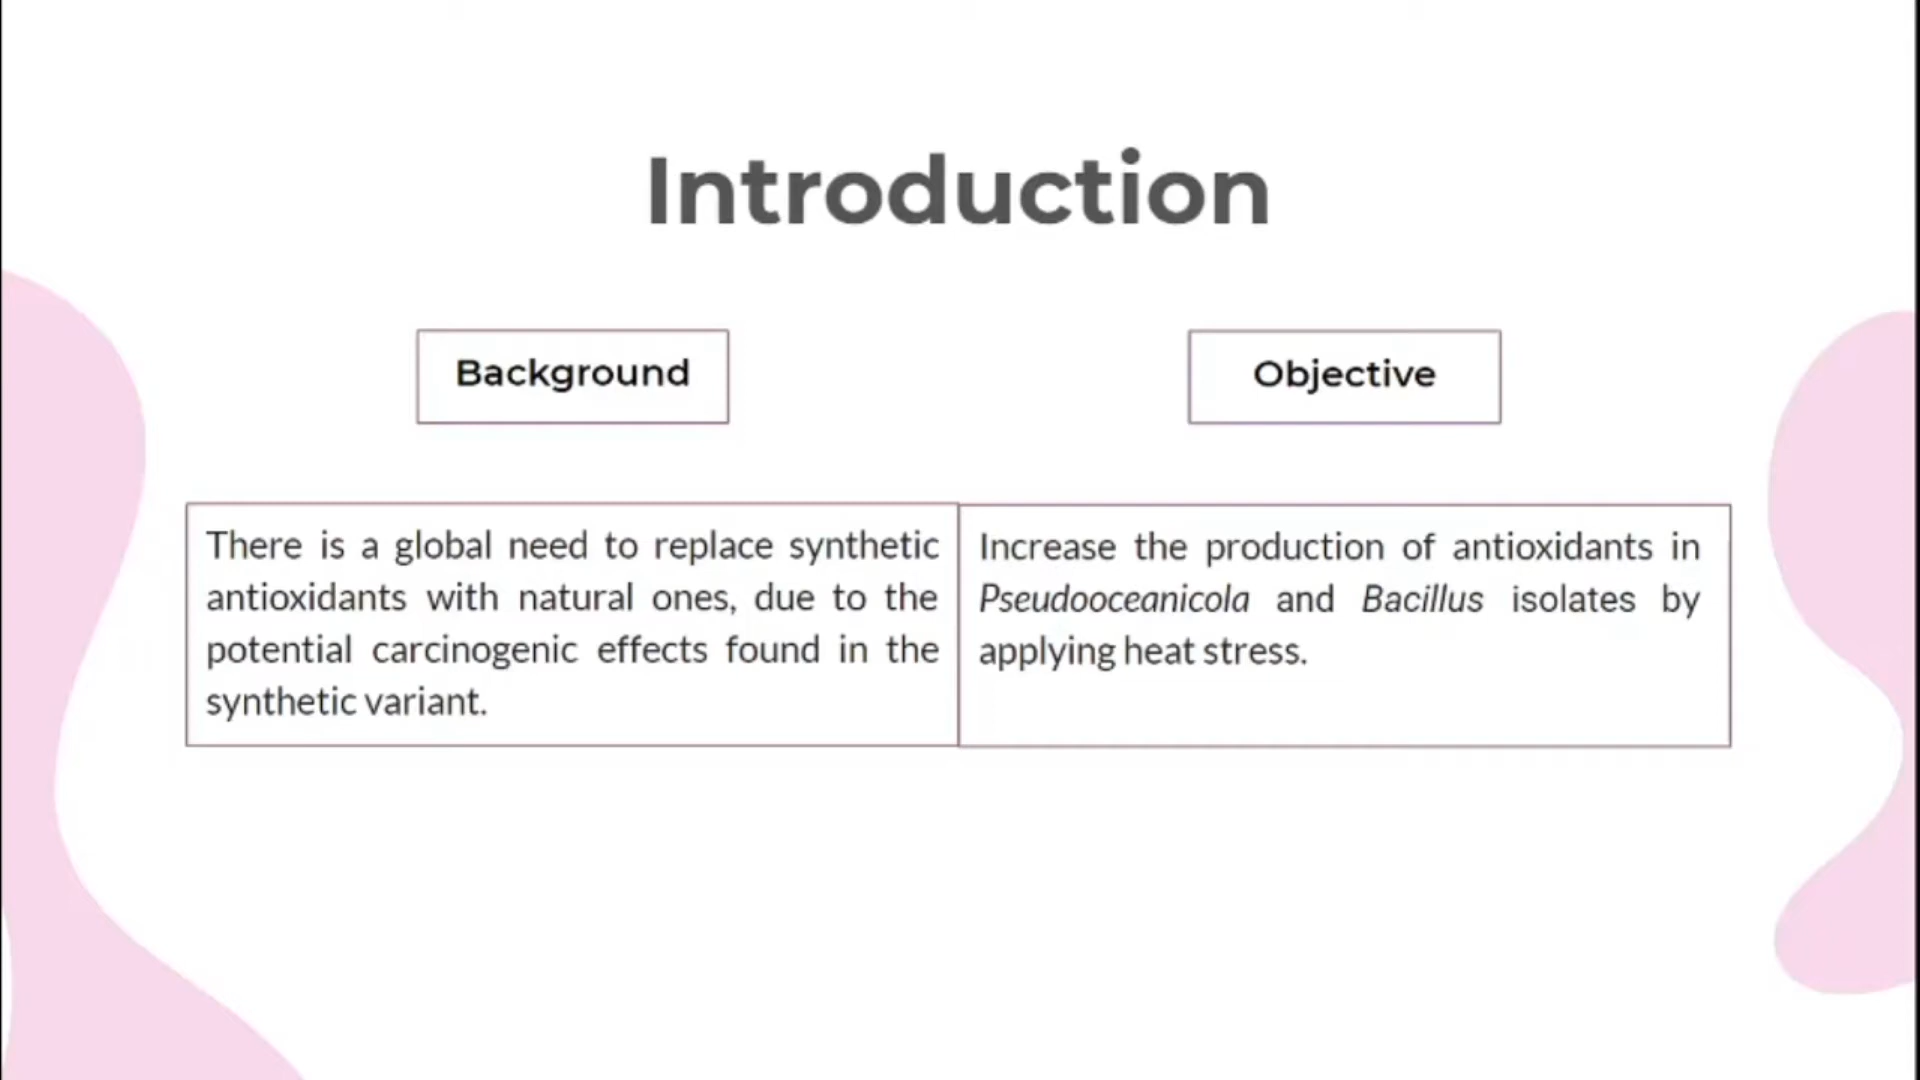 Introduction
Background
There is a global need to replace synthetic
antioxidants with natural ones, due to the
potential carcinogenic effects found in the
synthetic variant.
Objective
Increase the production of antioxidants in
Pseudooceanicola and Bacillus isolates by
applying heat stress.